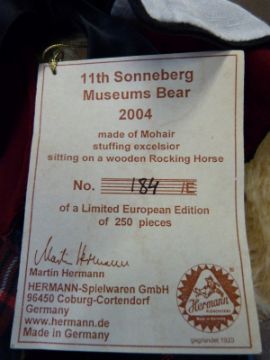 11th Sonneberg
Museums Bear
2004
made of Mohair
stuffing excelsior
sitting on a wooden Rocking Horse
No. 184 /E
of a Limited European Edition
of 250 pieces
Martin Hermann
Martin Hermann
HERMANN-Spielwaren GmbH
96450 Coburg-Cortendorf
Germany
www.hermann.de
Made in Germany
Hermann
gegründet 1920